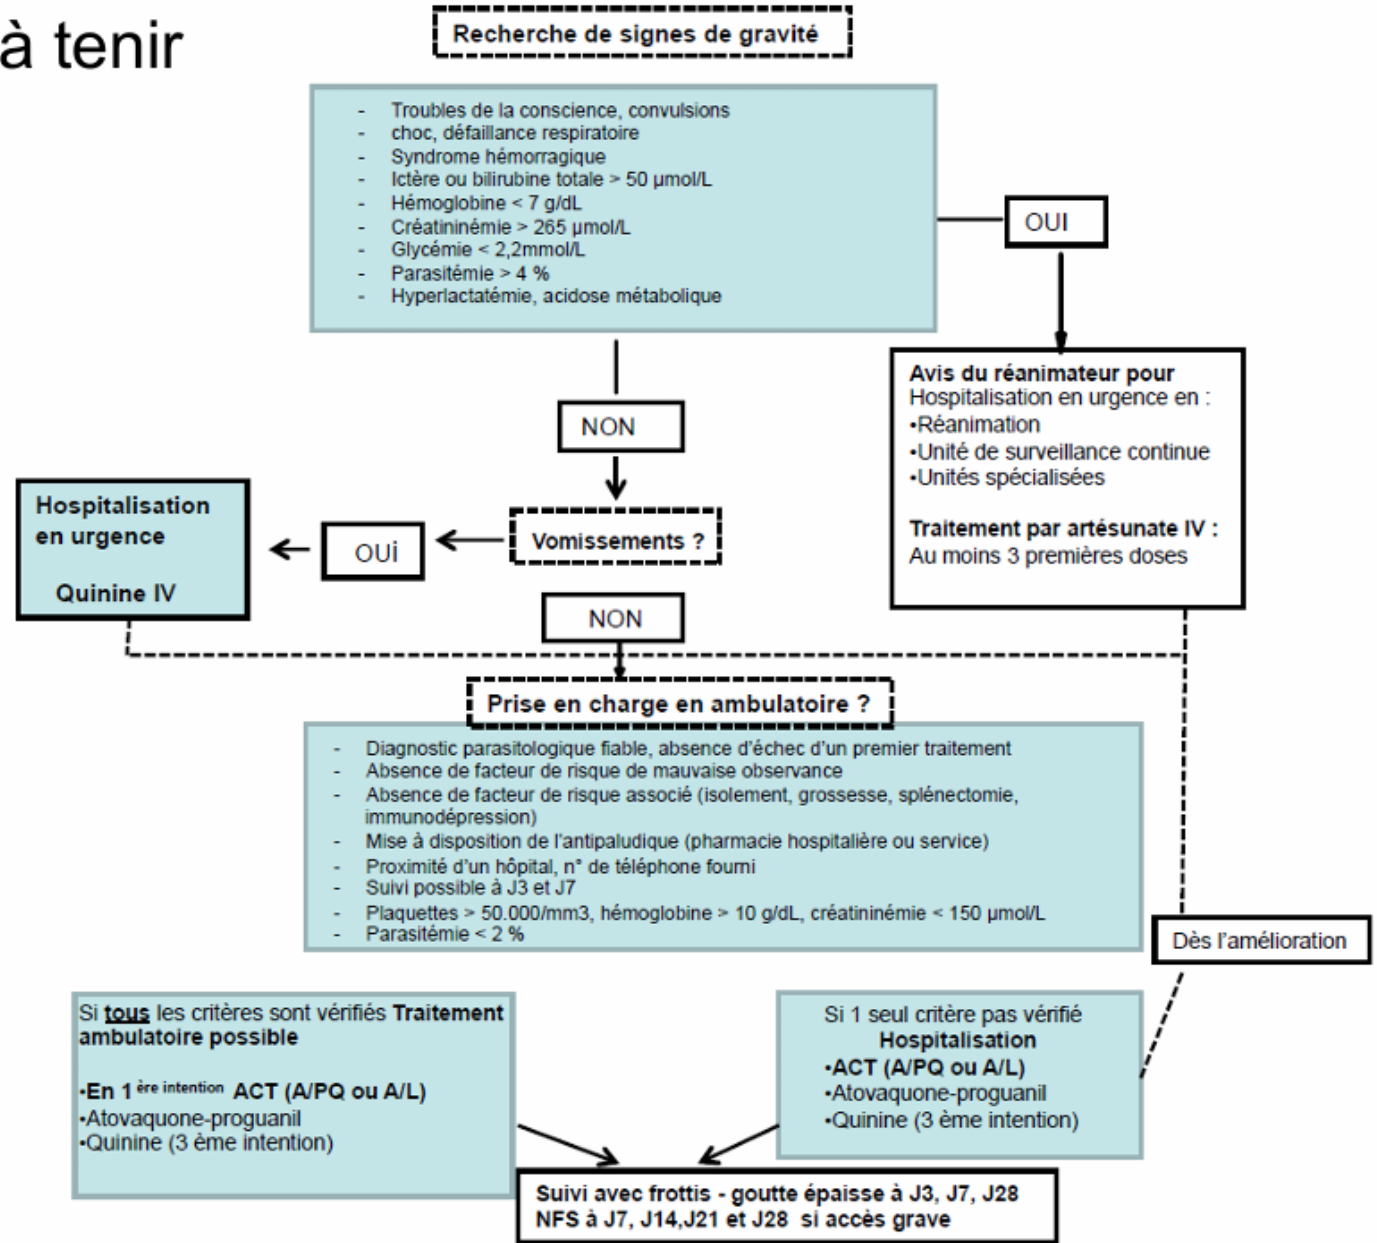 à tenir
Recherche de signes de gravité
- Troubles de la conscience, convulsions
- choc, défaillance respiratoire
- Syndrome hémorragique
- Ictère ou bilirubine totale > 50 µmol/L
- Hémoglobine < 7 g/dL
- Créatininémie > 265 µmol/L
- Glycémie < 2,2mmol/L
- Parasitémie > 4 %
- Hyperlactatémie, acidose métabolique
OUI
Avis du réanimateur pour
Hospitalisation en urgence en :
•Réanimation
•Unité de surveillance continue
•Unités spécialisées
Traitement par artésunate IV :
Au moins 3 premières doses
NON
Vomissements ?
OUi
Hospitalisation
en urgence
Quinine IV
NON
Prise en charge en ambulatoire ?
- Diagnostic parasitologique fiable, absence d'échec d'un premier traitement
- Absence de facteur de risque de mauvaise observance
- Absence de facteur de risque associé (isolement, grossesse, splénectomie,
immunodépression)
- Mise à disposition de l'antipaludique (pharmacie hospitalière ou service)
- Proximité d'un hôpital, n° de téléphone fourni
- Suivi possible à J3 et J7
- Plaquettes > 50.000/mm3, hémoglobine > 10 g/dL, créatininémie < 150 µmol/L
- Parasitémie < 2 %
Dès l'amélioration
Si tous les critères sont vérifiés Traitement
ambulatoire possible
•En 1 ère intention ACT (A/PQ ou A/L)
•Atovaquone-proguanil
•Quinine (3 ème intention)
Si 1 seul critère pas vérifié
Hospitalisation
•ACT (A/PQ ou A/L)
•Atovaquone-proguanil
•Quinine (3 ème intention)
Suivi avec frottis - goutte épaisse à J3, J7, J28
NFS à J7, J14,J21 et J28 si accès grave